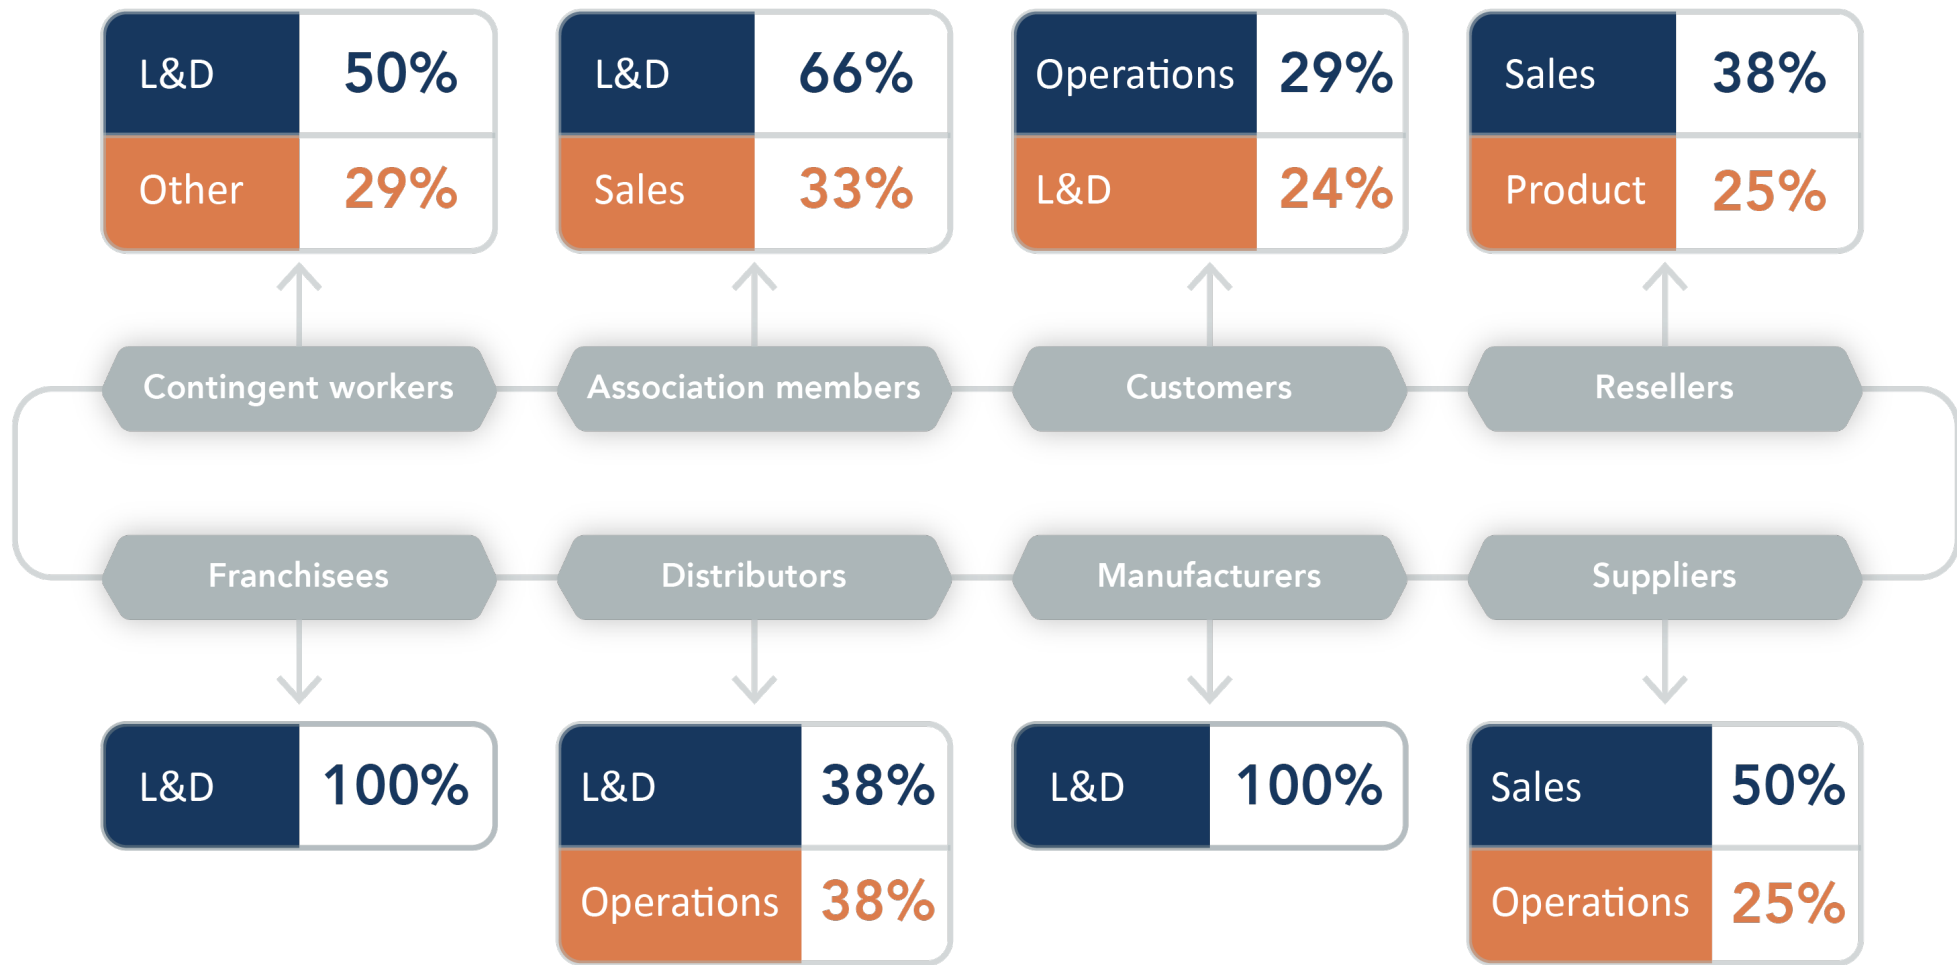 L&D 50%
Other 29%
L&D 66%
Sales 33%
Operations 29%
L&D 24%
Sales 38%
Product 25%
Contingent workers
Association members
Customers
Resellers
Franchisees
Distributors
Manufacturers
Suppliers
L&D 100%
L&D 38%
Operations 38%
L&D 100%
Sales 50%
Operations 25%